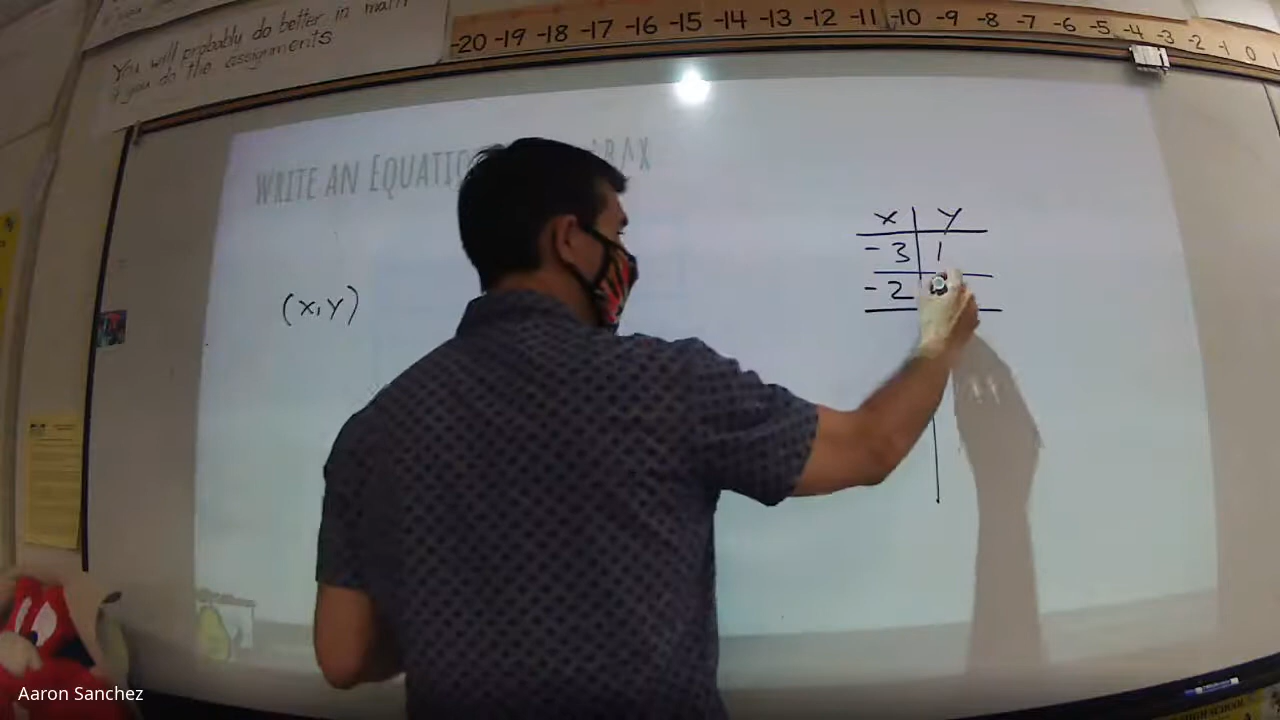 You will probably do better in math
if you do the assignments
-20 -19 -18 -17 -16 -15 -14 -13 -12 -11 -10 -9 -8 -7 -6 -5 -4 -3 -2 -1 0
WRITE AN
x y
-3 1
-2
(x,y)
Aaron Sanchez